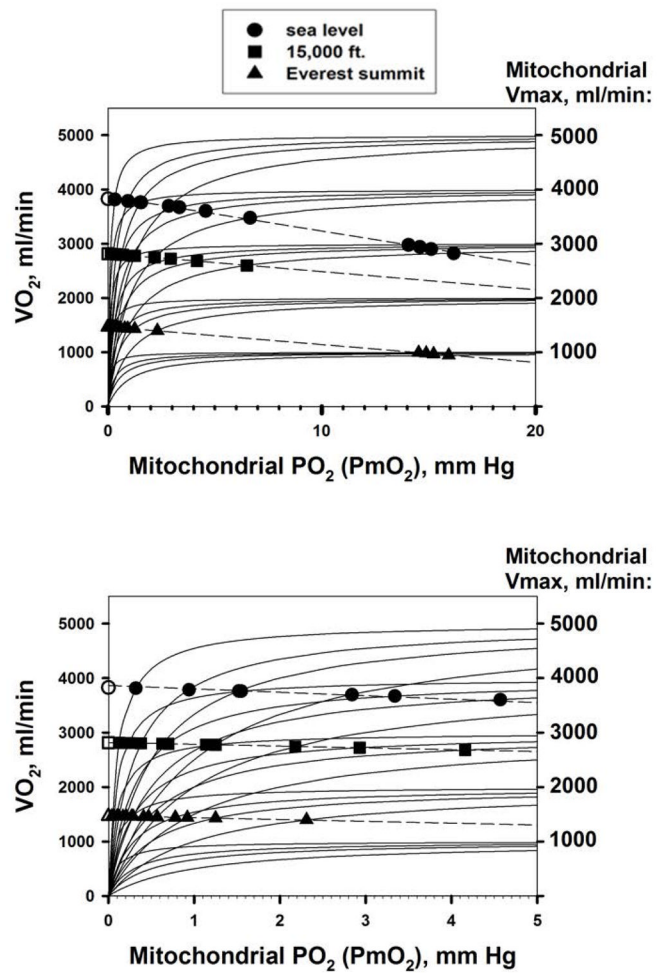 sea level
15,000 ft.
Everest summit
Mitochondrial
Vmax, ml/min:
5000
4000
3000
2000
1000
0
5000
4000
3000
2000
1000
VO2, ml/min
0
10
20
Mitochondrial PO2 (PmO2), mm Hg
Mitochondrial
Vmax, ml/min:
5000
4000
3000
2000
1000
0
5000
4000
3000
2000
1000
VO2, ml/min
0
1
2
3
4
5
Mitochondrial PO2 (PmO2), mm Hg